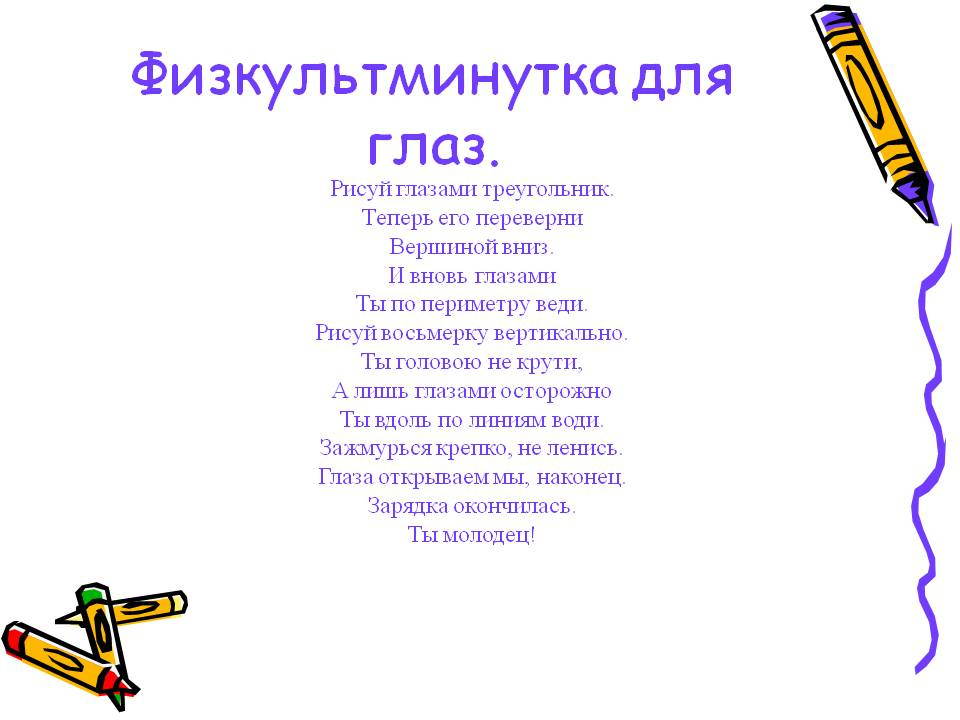 Физкультминутка для
глаз.
Рисуй глазами треугольник.
Теперь его переверни
Вершиной вниз.
И вновь глазами
Ты по периметру веди.
Рисуй восьмерку вертикально.
Ты головою не крути,
А лишь глазами осторожно
Ты вдоль по линиям води.
Зажмурься крепко, не ленись.
Глаза открываем мы, наконец.
Зарядка окончилась.
Ты молодец!